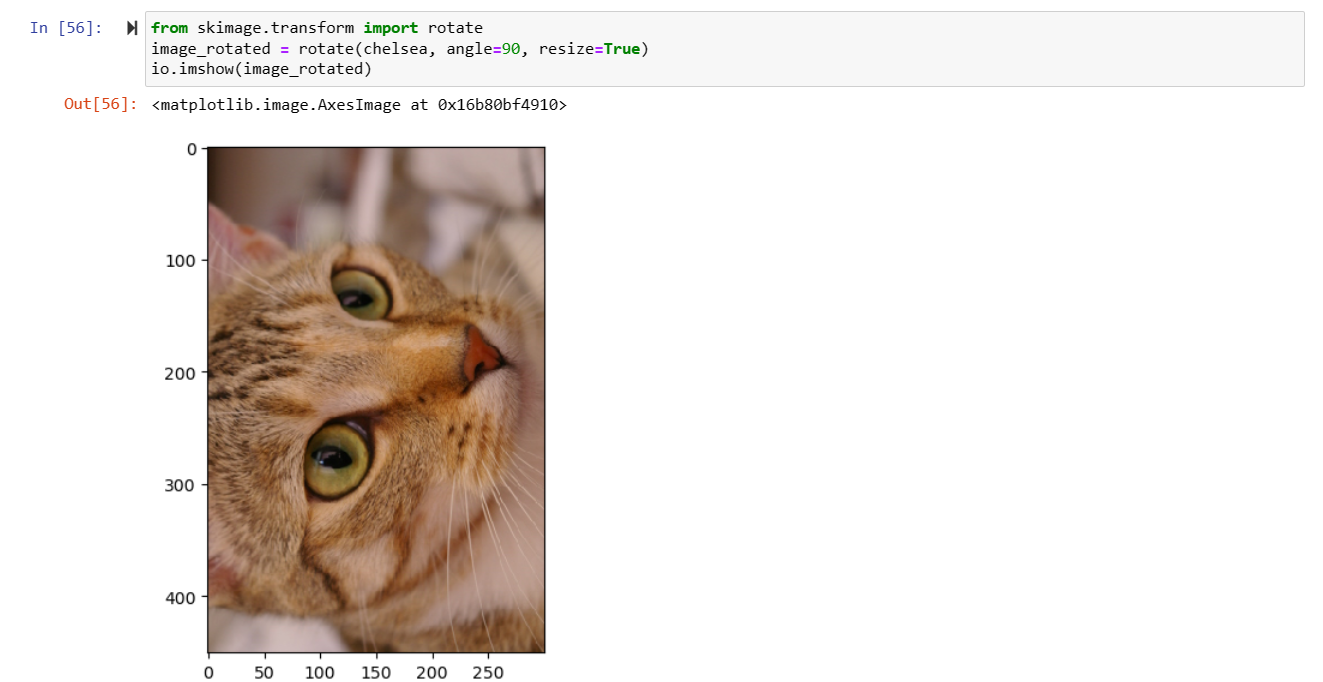 In [56]: from skimage.transform import rotate
image_rotated = rotate(chelsea, angle=90, resize=True)
io.imshow(image_rotated)
Out[56]: <matplotlib.image.AxesImage at 0x16b80bf4910>
0
100
200
300
400
0 50 100 150 200 250